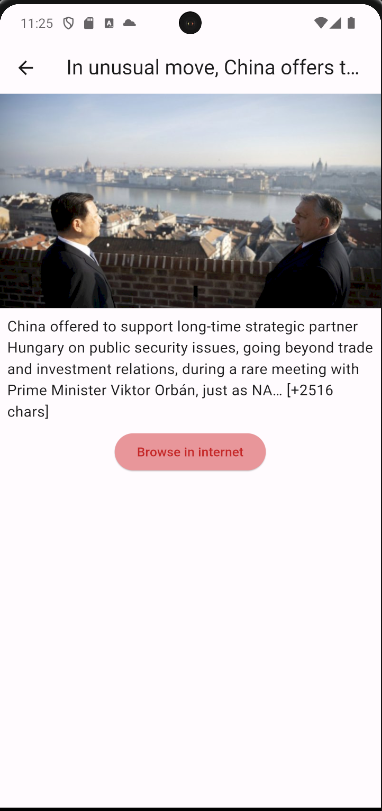 11:25
In unusual move, China offers t...
China offered to support long-time strategic partner
Hungary on public security issues, going beyond trade
and investment relations, during a rare meeting with
Prime Minister Viktor Orbán, just as NA… [+2516
chars]
Browse in internet